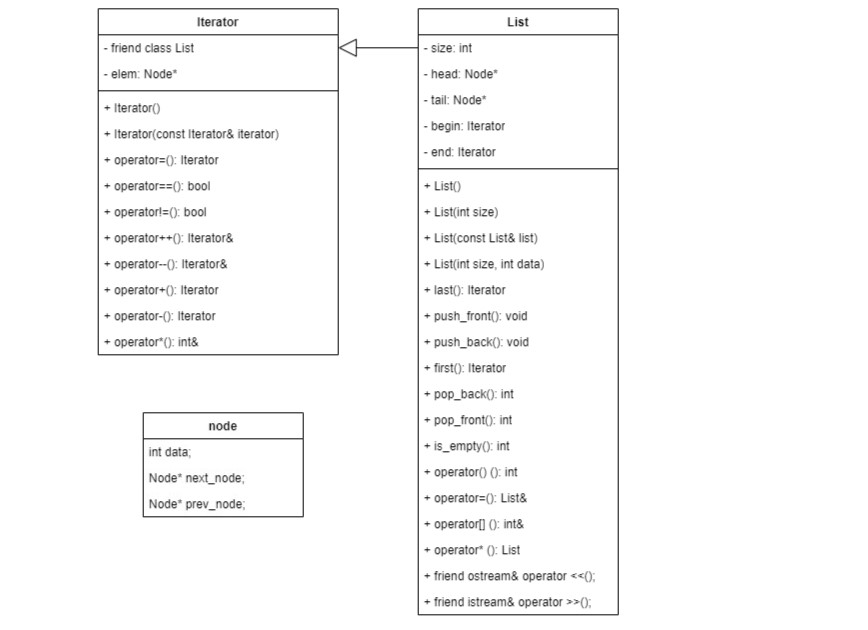 Iterator
- friend class List
- elem: Node*
+ Iterator()
+ Iterator(const Iterator& iterator)
+ operator=(): Iterator
+ operator==(): bool
+ operator!=(): bool
+ operator++(): Iterator&
+ operator--(): Iterator&
+ operator+(): Iterator
+ operator-(): Iterator
+ operator*(): int&
node
int data;
Node* next_node;
Node* prev_node;
List
- size: int
- head: Node*
- tail: Node*
- begin: Iterator
- end: Iterator
+ List()
+ List(int size)
+ List(const List& list)
+ List(int size, int data)
+ last(): Iterator
+ push_front(): void
+ push_back(): void
+ first(): Iterator
+ pop_back(): int
+ pop_front(): int
+ is_empty(): int
+ operator() (): int
+ operator=(): List&
+ operator[] (): int&
+ operator* (): List
+ friend ostream& operator <<();
+ friend istream& operator >>();